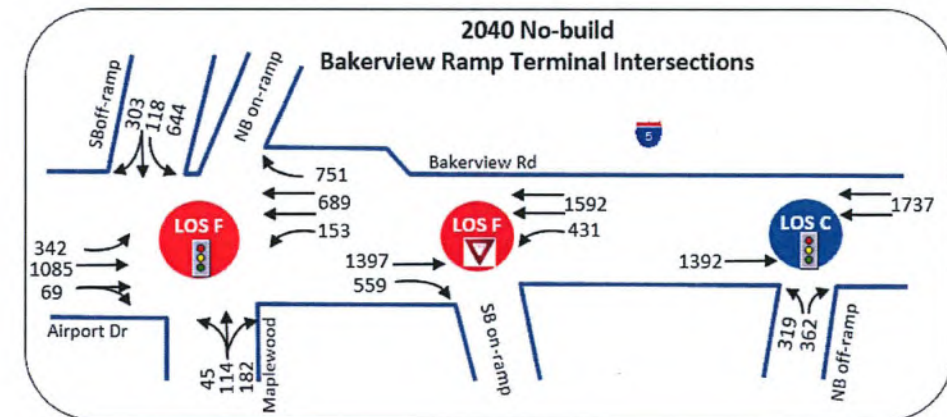 2040 No-build
Bakerview Ramp Terminal Intersections
SBoff-ramp
303
118
644
NB on-ramp
5
Bakerview Rd
751
689
153
LOS F
342
1085
69
Airport Dr
45
114
182
Maplewood
1397
559
LOS F
1592
431
SB on-ramp
1392
LOS C
1737
319
362
NB off-ramp